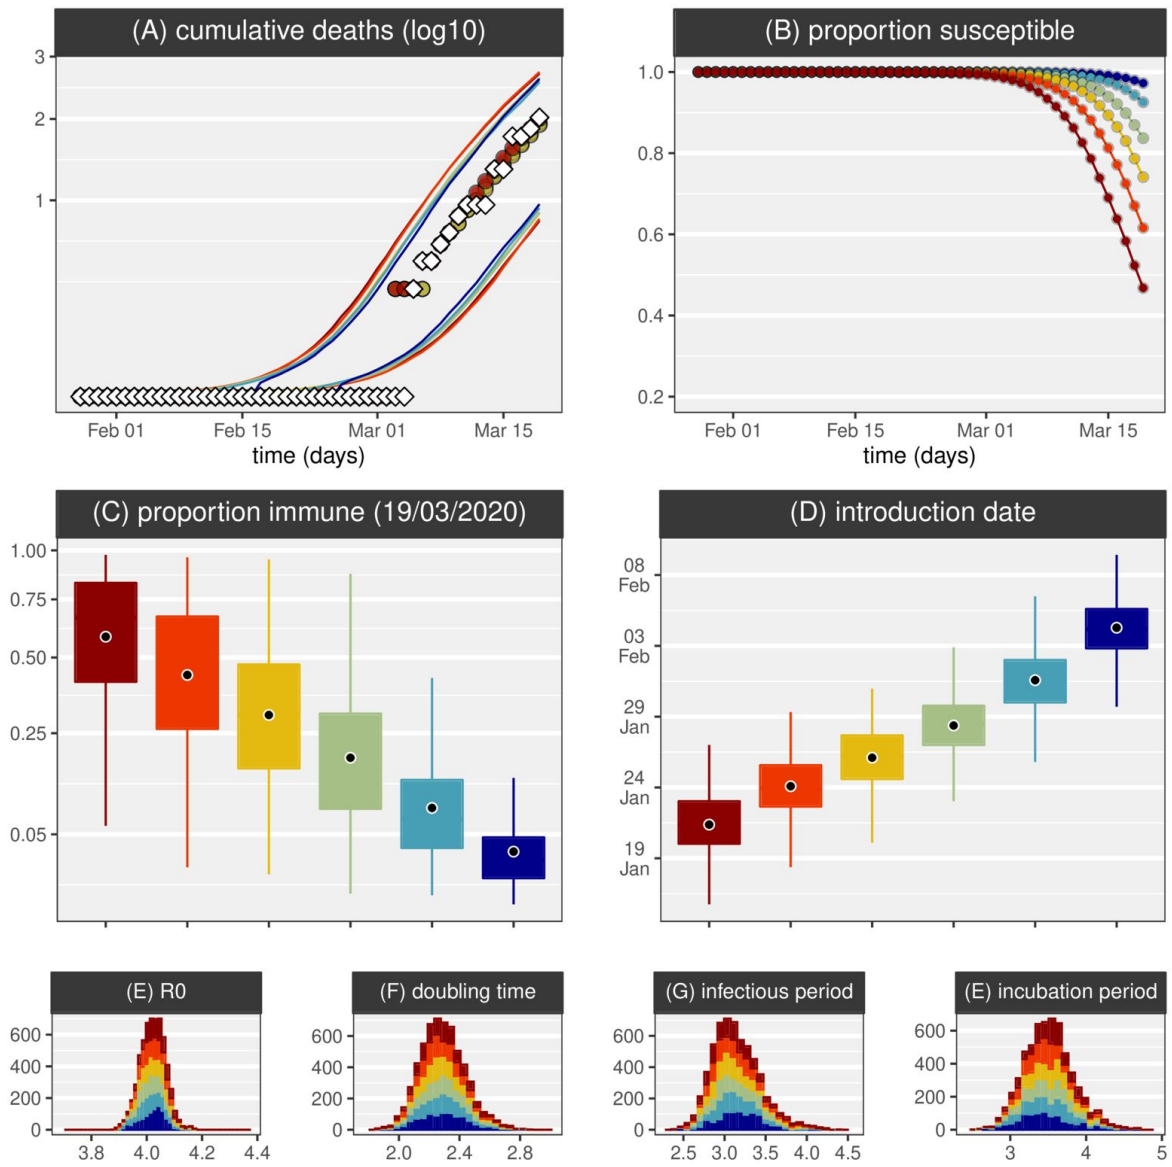 (A) cumulative deaths (log10)
(B) proportion susceptible
3
2
1
Feb 01
Feb 15
Mar 01
Mar 15
time (days)
1.0
0.8
0.6
0.4
0.2
Feb 01
Feb 15
Mar 01
Mar 15
time (days)
(C) proportion immune (19/03/2020)
(D) introduction date
1.00
0.75
0.50
0.25
0.05
08
Feb
03
Feb
29
Jan
24
Jan
19
Jan
(E) R0
600
400
200
0
3.8
4.0
4.2
4.4
(F) doubling time
600
400
200
0
2.0
2.4
2.8
(G) infectious period
600
400
200
0
2.5
3.0
3.5
4.0
4.5
(E) incubation period
600
400
200
0
3
4
5